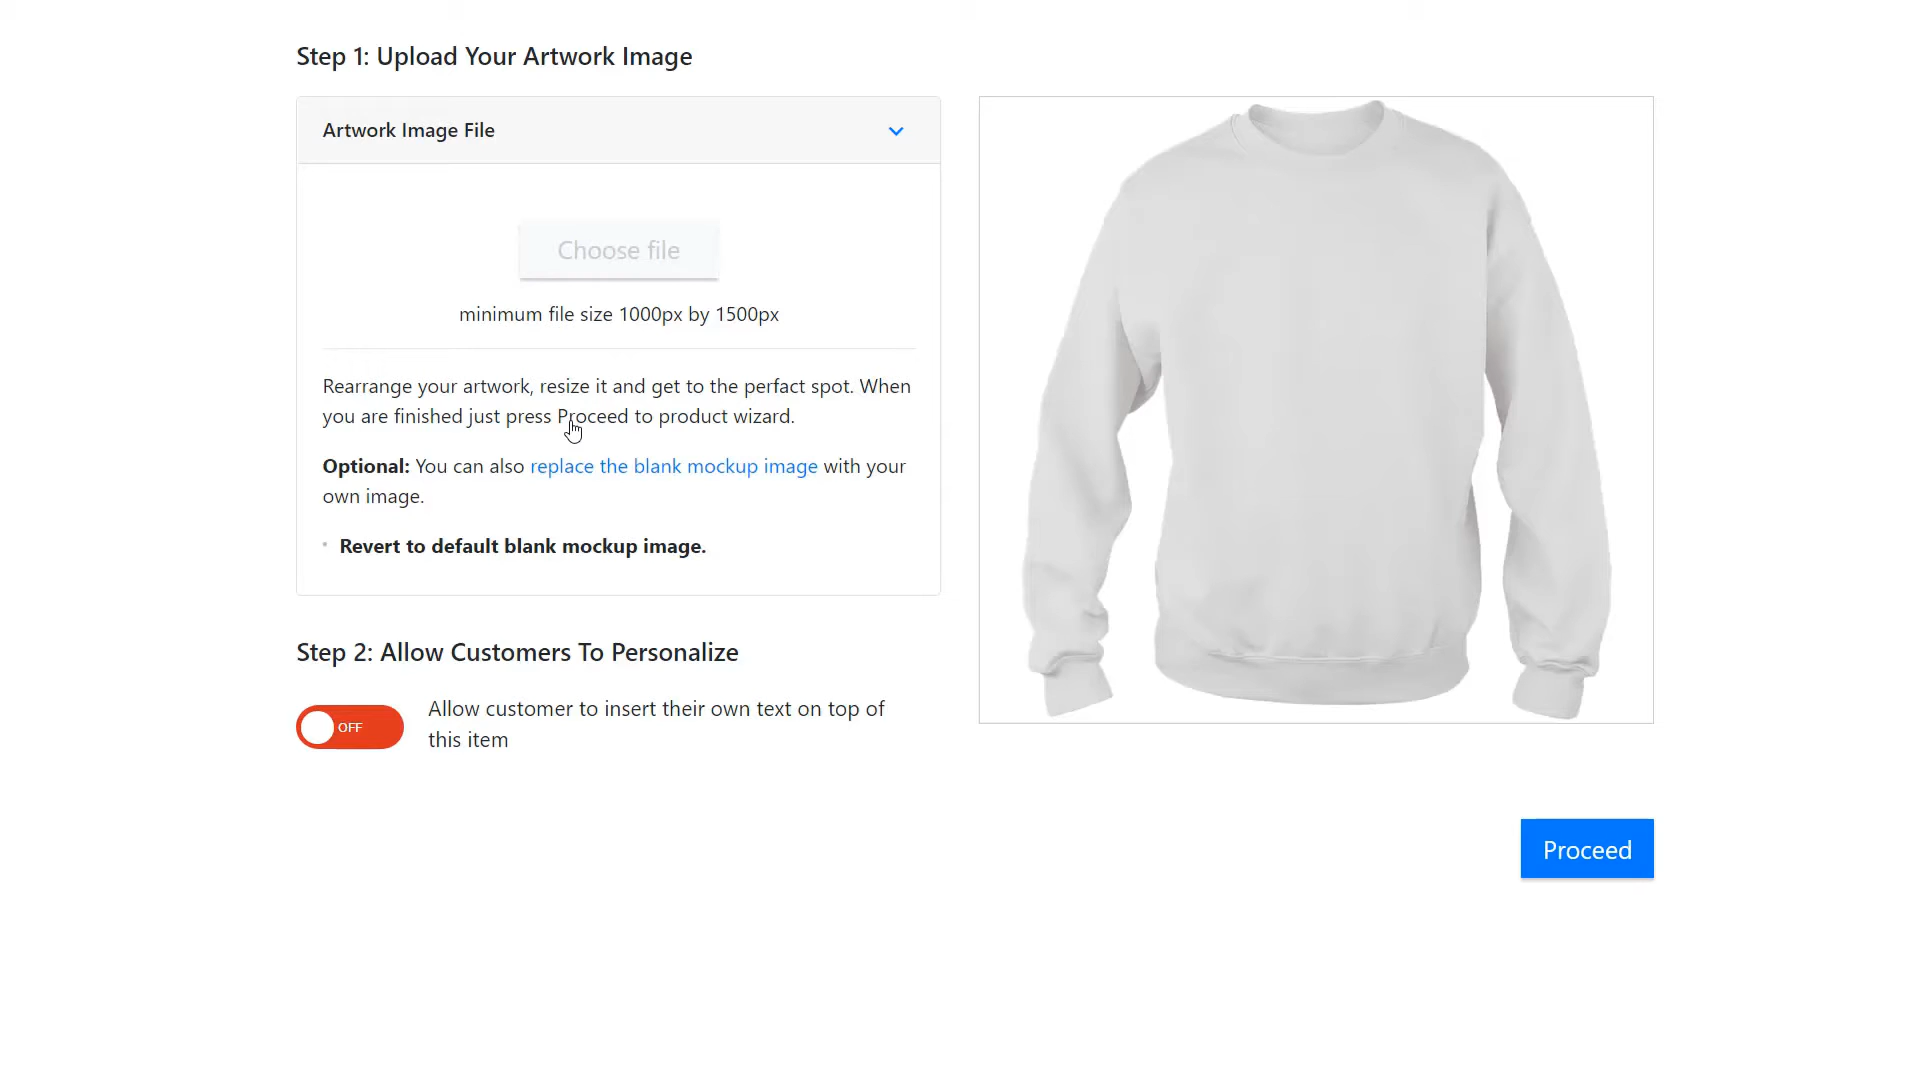 Step 1: Upload Your Artwork Image
Artwork Image File
Choose file
minimum file size 1000px by 1500px
Rearrange your artwork, resize it and get to the perfact spot. When
you are finished just press Proceed to product wizard.
Optional: You can also replace the blank mockup image with your
own image.
Revert to default blank mockup image.
Step 2: Allow Customers To Personalize
OFF
Allow customer to insert their own text on top of
this item
Proceed